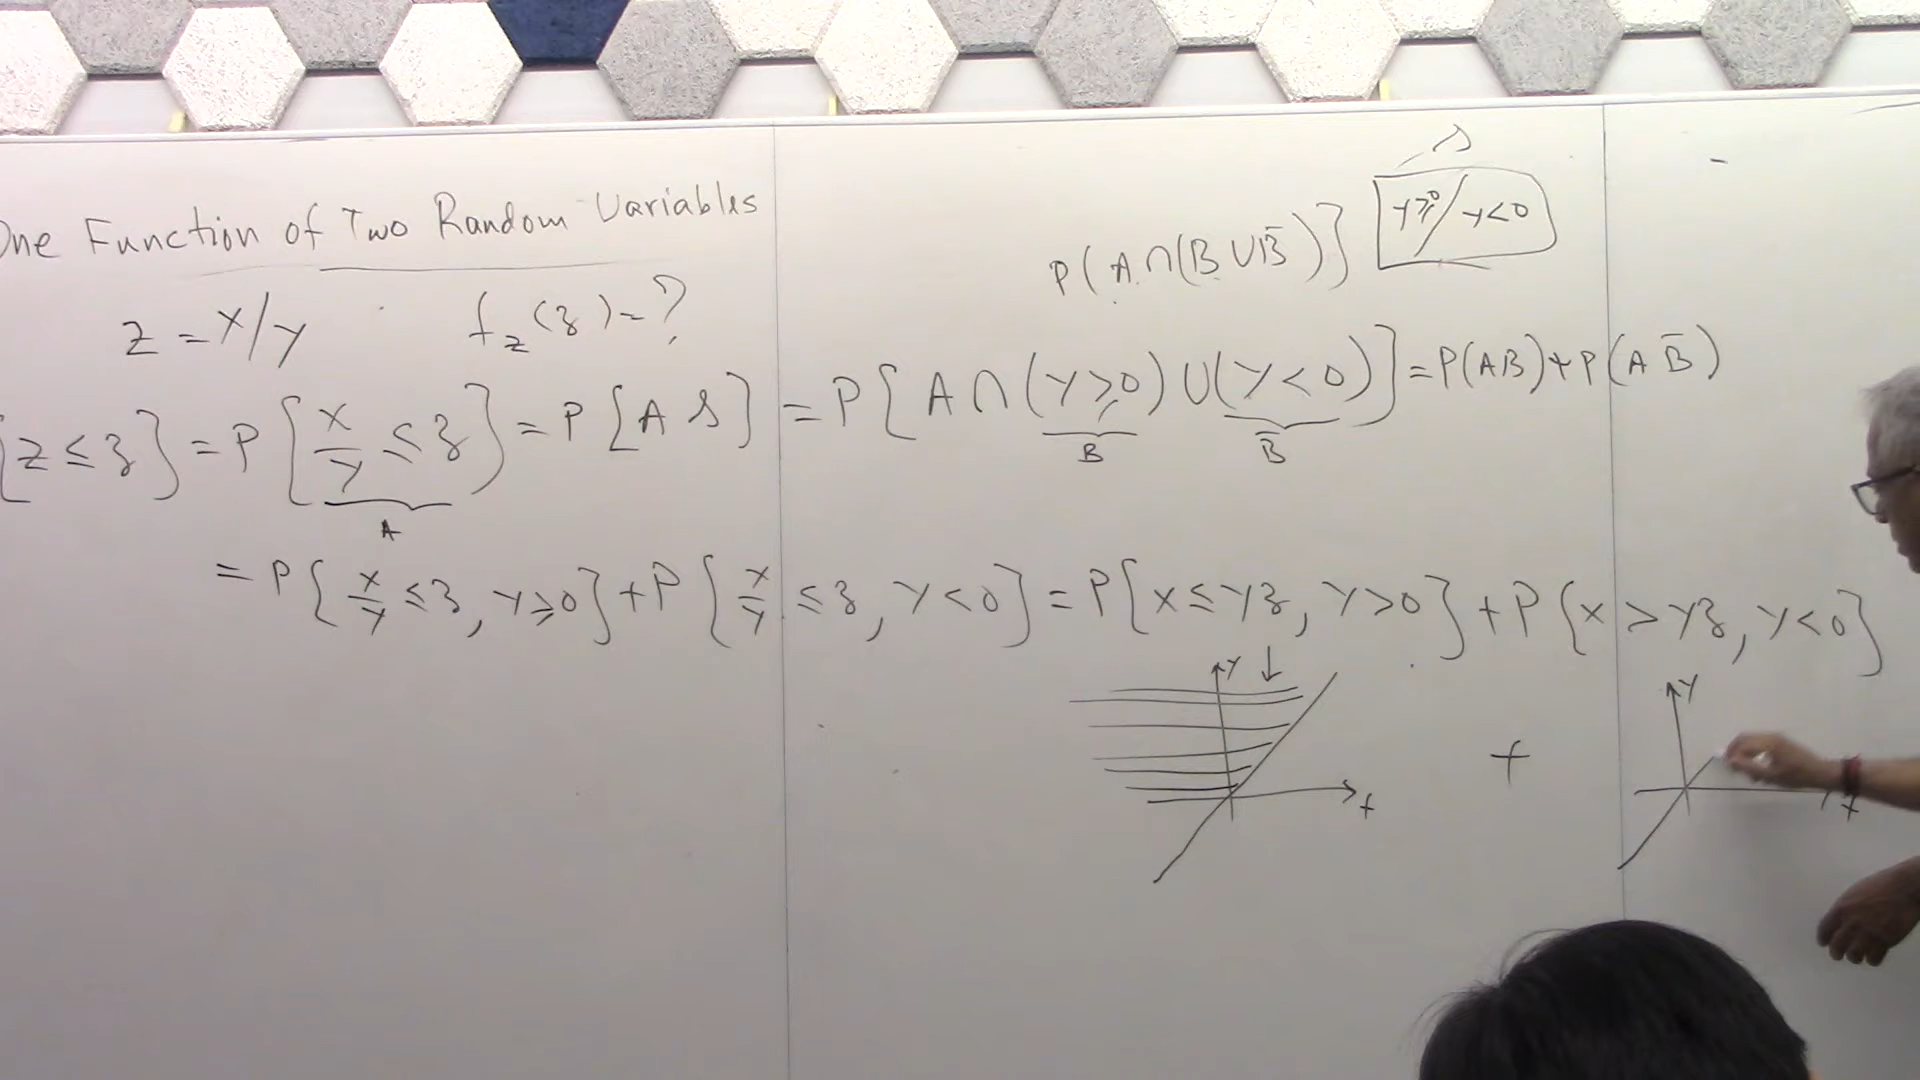 One Function of Two Random Variables
Z = X/Y f_Z(z) = ?
P{A ∩ (B ∪ B̄)} Y≥0 / Y<0
{Z ≤ z} = P{X/Y ≤ z} = P[A S] = P{A ∩ (Y≥0) ∪ (Y<0)} = P(AB) + P(A B̄)
A B B̄
= P{X/Y ≤ z, Y≥0} + P{X/Y ≤ z, Y<0} = P{X ≤ Yz, Y>0} + P{X > Yz, Y<0}
Y Y
+
x x